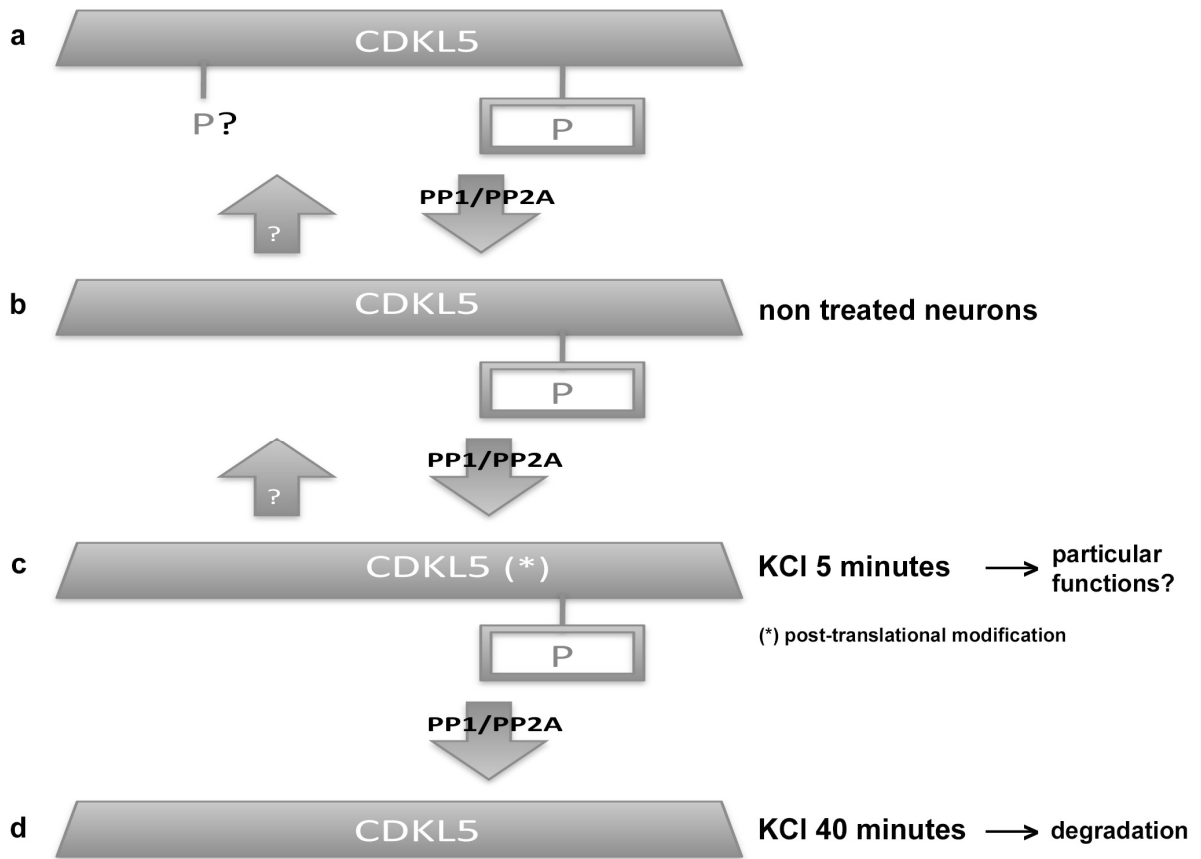 a
CDKL5
P?
P
?
PP1/PP2A
b
CDKL5
non treated neurons
P
?
PP1/PP2A
c
CDKL5 (*)
KCl 5 minutes
particular
functions?
(*) post-translational modification
P
PP1/PP2A
d
CDKL5
KCl 40 minutes
degradation